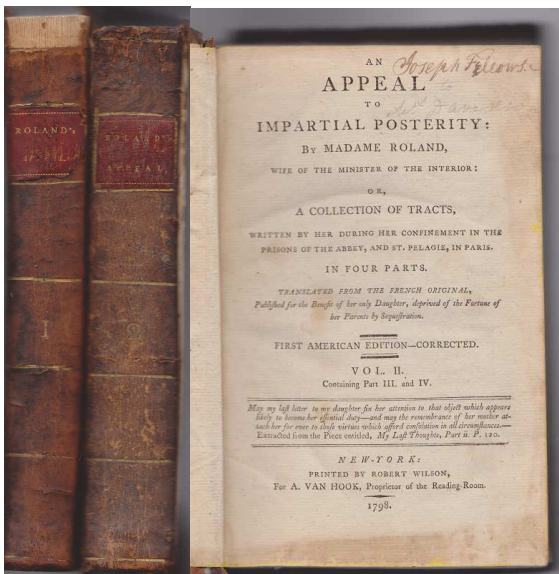 ROLAND'S
I
ROLAND'S
APPEAL
Joseph Fellows
AN
APPEAL
TO
IMPARTIAL POSTERITY:
BY MADAME ROLAND,
WIFE OF THE MINISTER OF THE INTERIOR:
OR,
A COLLECTION OF TRACTS,
WRITTEN BY HER DURING HER CONFINEMENT IN THE
PRISONS OF THE ABBEY, AND ST. PELAGIE, IN PARIS.
IN FOUR PARTS.
TRANSLATED FROM THE FRENCH ORIGINAL,
Publiſhed for the Benefit of her only Daughter, deprived of the Fortune of
her Parents by Sequeſtration.
FIRST AMERICAN EDITION—CORRECTED.
VOL. II.
Containing Part III. and IV.
May my laſt letter to my daughter fix her attention to that object which appears
likely to become her eſſential duty—and may the remembrance of her mother at-
tach her for ever to thoſe virtues which afford conſolation in all circumſtances.—
Extracted from the Piece entitled, My Laſt Thoughts, Part ii. P. 120.
NEW-YORK:
PRINTED BY ROBERT WILSON,
For A. VAN HOOK, Proprietor of the Reading-Room.
1798.